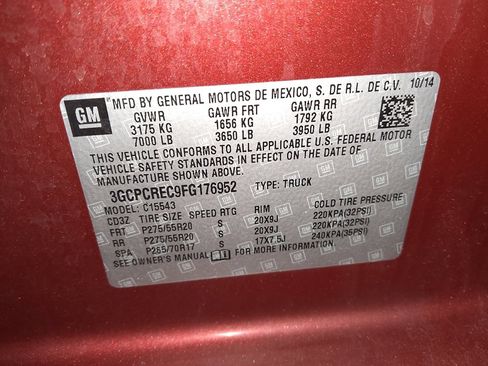 GM
MFD BY GENERAL MOTORS DE MEXICO, S. DE R.L. DE C.V. 10/14
GVWR GAWR FRT GAWR RR
3175 KG 1656 KG 1792 KG
7000 LB 3650 LB 3950 LB
THIS VEHICLE CONFORMS TO ALL APPLICABLE U.S. FEDERAL MOTOR
VEHICLE SAFETY STANDARDS IN EFFECT ON THE DATE OF
MANUFACTURE SHOWN ABOVE.
3GCPCREC9FG176952 TYPE: TRUCK
MODEL: C15543
CD3Z TIRE SIZE SPEED RTG RIM COLD TIRE PRESSURE
FRT P275/55R20 S 20X9J 220KPA(32PSI)
RR P275/55R20 S 20X9J 220KPA(32PSI)
SPA P265/70R17 S 17X7.5J 240KPA(35PSI)
SEE OWNER'S MANUAL